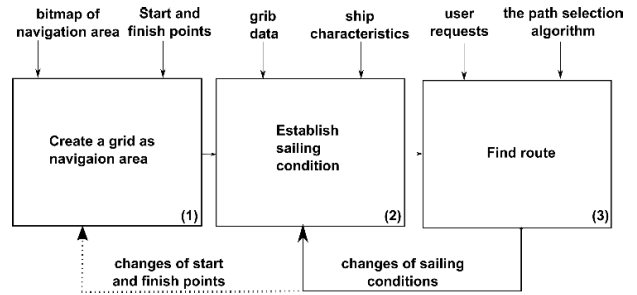 bitmap of
navigation area
Start and
finish points
grib
data
ship
characteristics
user
requests
the path selection
algorithm
Create a grid as
navigaion area
(1)
Establish
sailing
condition
(2)
Find route
(3)
changes of start
and finish points
changes of sailing
conditions